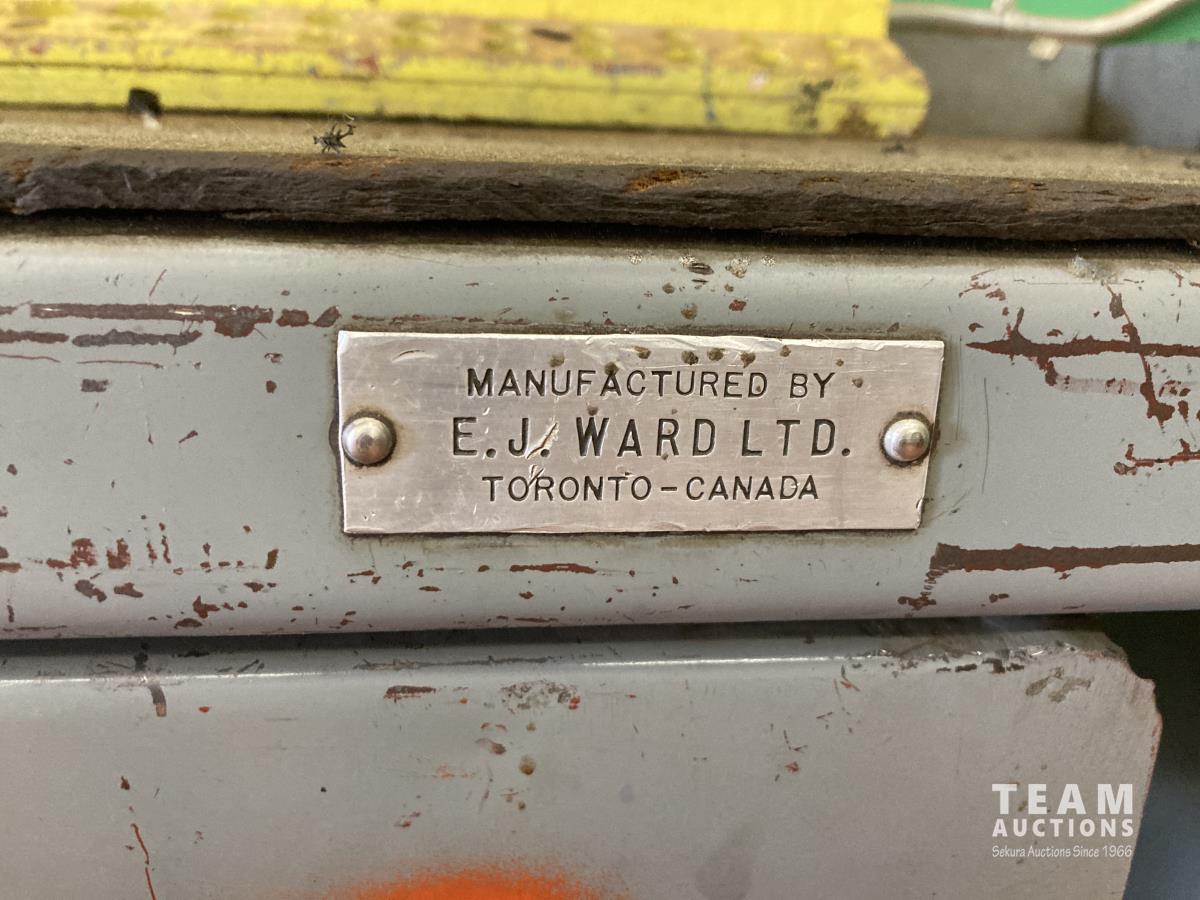 MANUFACTURED BY
E.J. WARD LTD.
TORONTO-CANADA
TEAM
AUCTIONS
Sekura Auctions Since 1966